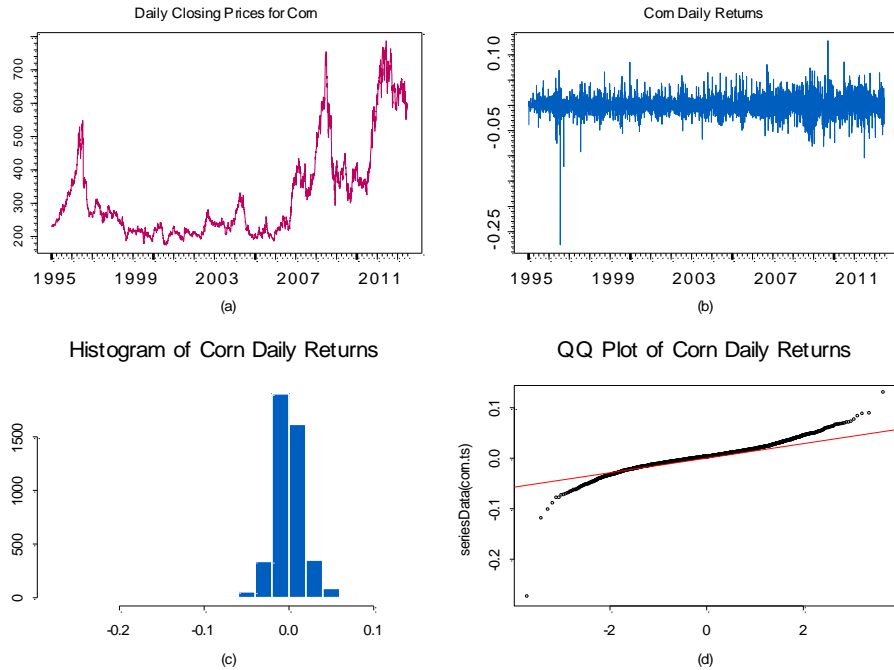 Daily Closing Prices for Corn
200 300 400 500 600 700
1995 1999 2003 2007 2011
(a)
Corn Daily Returns
-0.25 -0.05 0.10
1995 1999 2003 2007 2011
(b)
Histogram of Corn Daily Returns
0 500 1000 1500
-0.2 -0.1 0.0 0.1
(c)
QQ Plot of Corn Daily Returns
seriesData(corn.ts)
-0.2 -0.1 0.0 0.1
-2 0 2
(d)